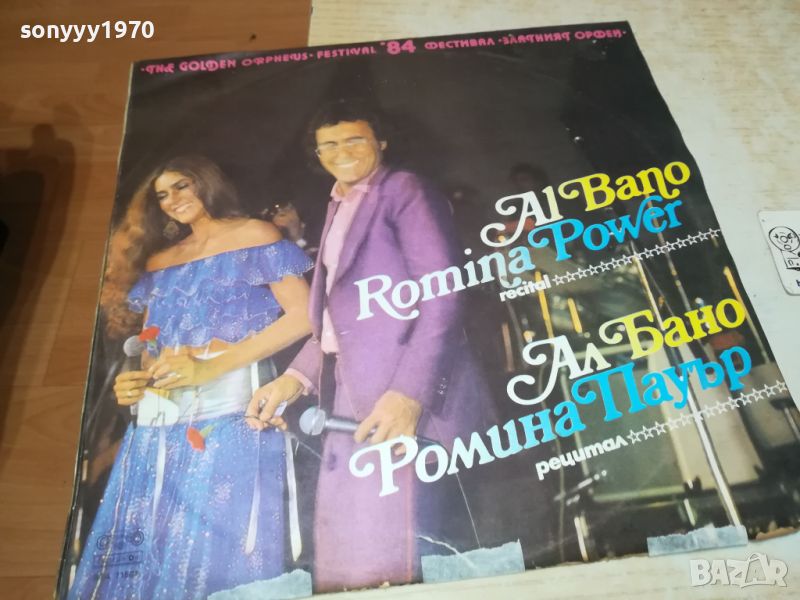 sonyyy1970
· THE GOLDEN ORPHEUS · FESTIVAL '84 ФЕСТИВАЛ · ЗЛАТНИЯТ ОРФЕЙ ·
Al Bano
Romina Power
recital
Ал Бано
Ромина Пауър
рецитал
BAZAR